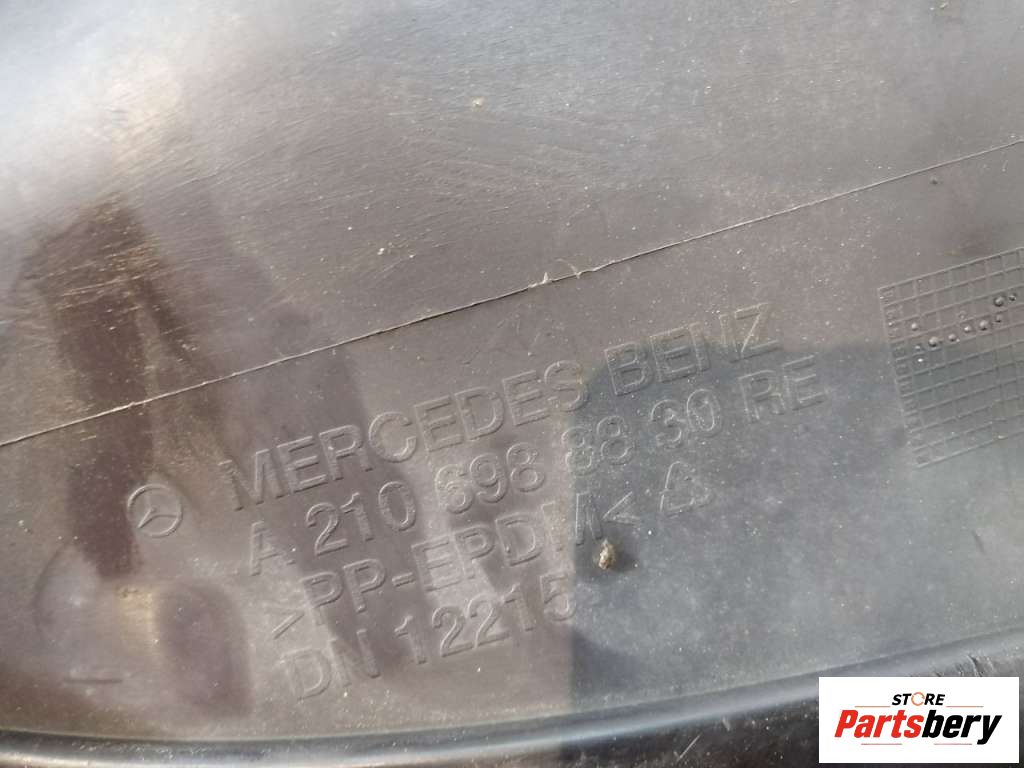 MERCEDES BENZ
A 210 698 88 30 RE
>PP-EPDM<
DN 12215
STORE
Partsbery